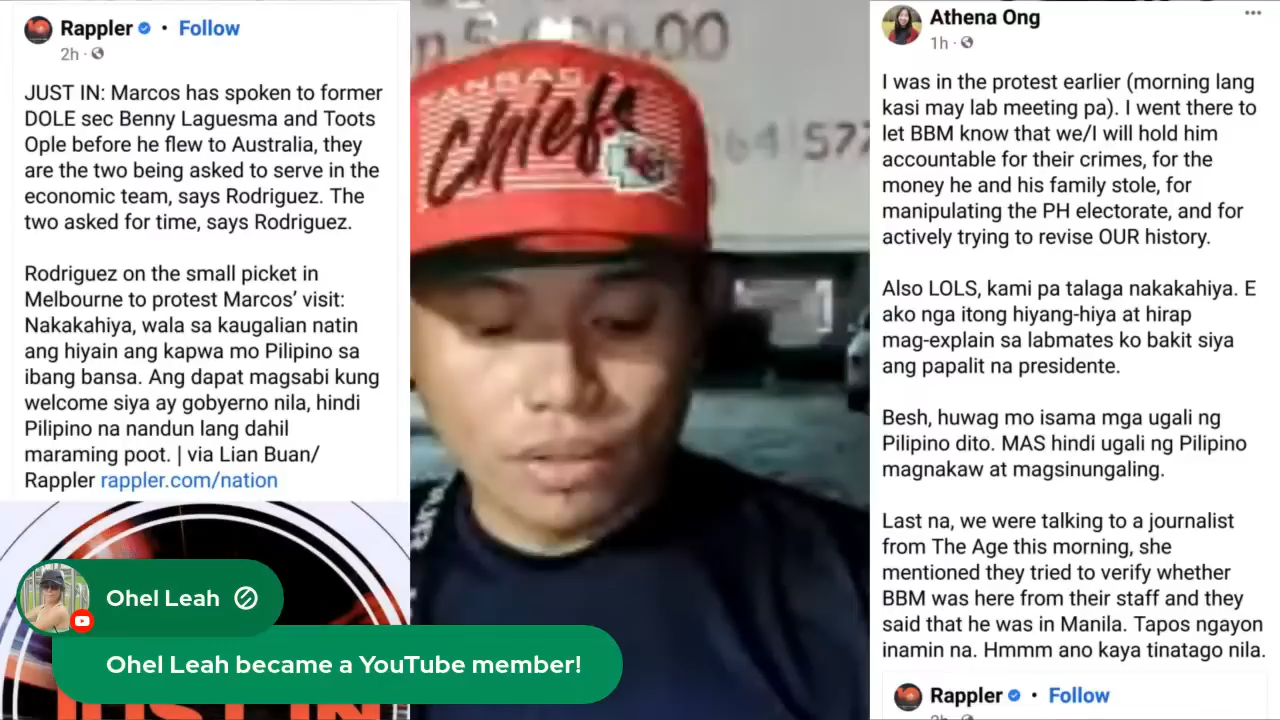 Rappler • Follow
2h
JUST IN: Marcos has spoken to former
DOLE sec Benny Laguesma and Toots
Ople before he flew to Australia, they
are the two being asked to serve in the
economic team, says Rodriguez. The
two asked for time, says Rodriguez.
Rodriguez on the small picket in
Melbourne to protest Marcos’ visit:
Nakakahiya, wala sa kaugalian natin
ang hiyain ang kapwa mo Pilipino sa
ibang bansa. Ang dapat magsabi kung
welcome siya ay gobyerno nila, hindi
Pilipino na nandun lang dahil
maraming poot. | via Lian Buan/
Rappler rappler.com/nation
JUST IN
Ohel Leah
Ohel Leah became a YouTube member!
KANSAS
Chiefs
KC
Athena Ong
1h
I was in the protest earlier (morning lang
kasi may lab meeting pa). I went there to
let BBM know that we/I will hold him
accountable for their crimes, for the
money he and his family stole, for
manipulating the PH electorate, and for
actively trying to revise OUR history.
Also LOLS, kami pa talaga nakakahiya. E
ako nga itong hiyang-hiya at hirap
mag-explain sa labmates ko bakit siya
ang papalit na presidente.
Besh, huwag mo isama mga ugali ng
Pilipino dito. MAS hindi ugali ng Pilipino
magnakaw at magsinungaling.
Last na, we were talking to a journalist
from The Age this morning, she
mentioned they tried to verify whether
BBM was here from their staff and they
said that he was in Manila. Tapos ngayon
inamin na. Hmmm ano kaya tinatago nila.
Rappler • Follow